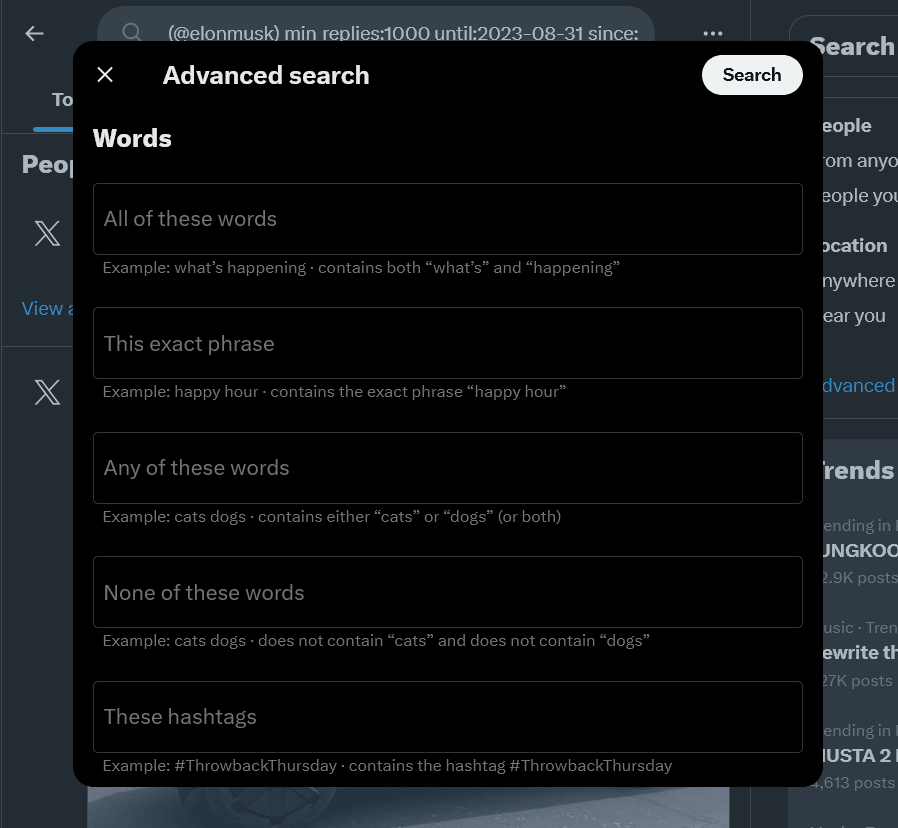 (@elonmusk) min replies:1000 until:2023-08-31 since:
Advanced search
Search
Words
All of these words
Example: what’s happening · contains both “what’s” and “happening”
This exact phrase
Example: happy hour · contains the exact phrase “happy hour”
Any of these words
Example: cats dogs · contains either “cats” or “dogs” (or both)
None of these words
Example: cats dogs · does not contain “cats” and does not contain “dogs”
These hashtags
Example: #ThrowbackThursday · contains the hashtag #ThrowbackThursday
To
Peop
View a
Search
eople
rom anyo
eople you
ocation
nywhere
ear you
dvanced
Trends
ending in
UNGKOO
2.9K posts
usic · Tren
ewrite th
27K posts
ending in
IUSTA 2
4,613 posts